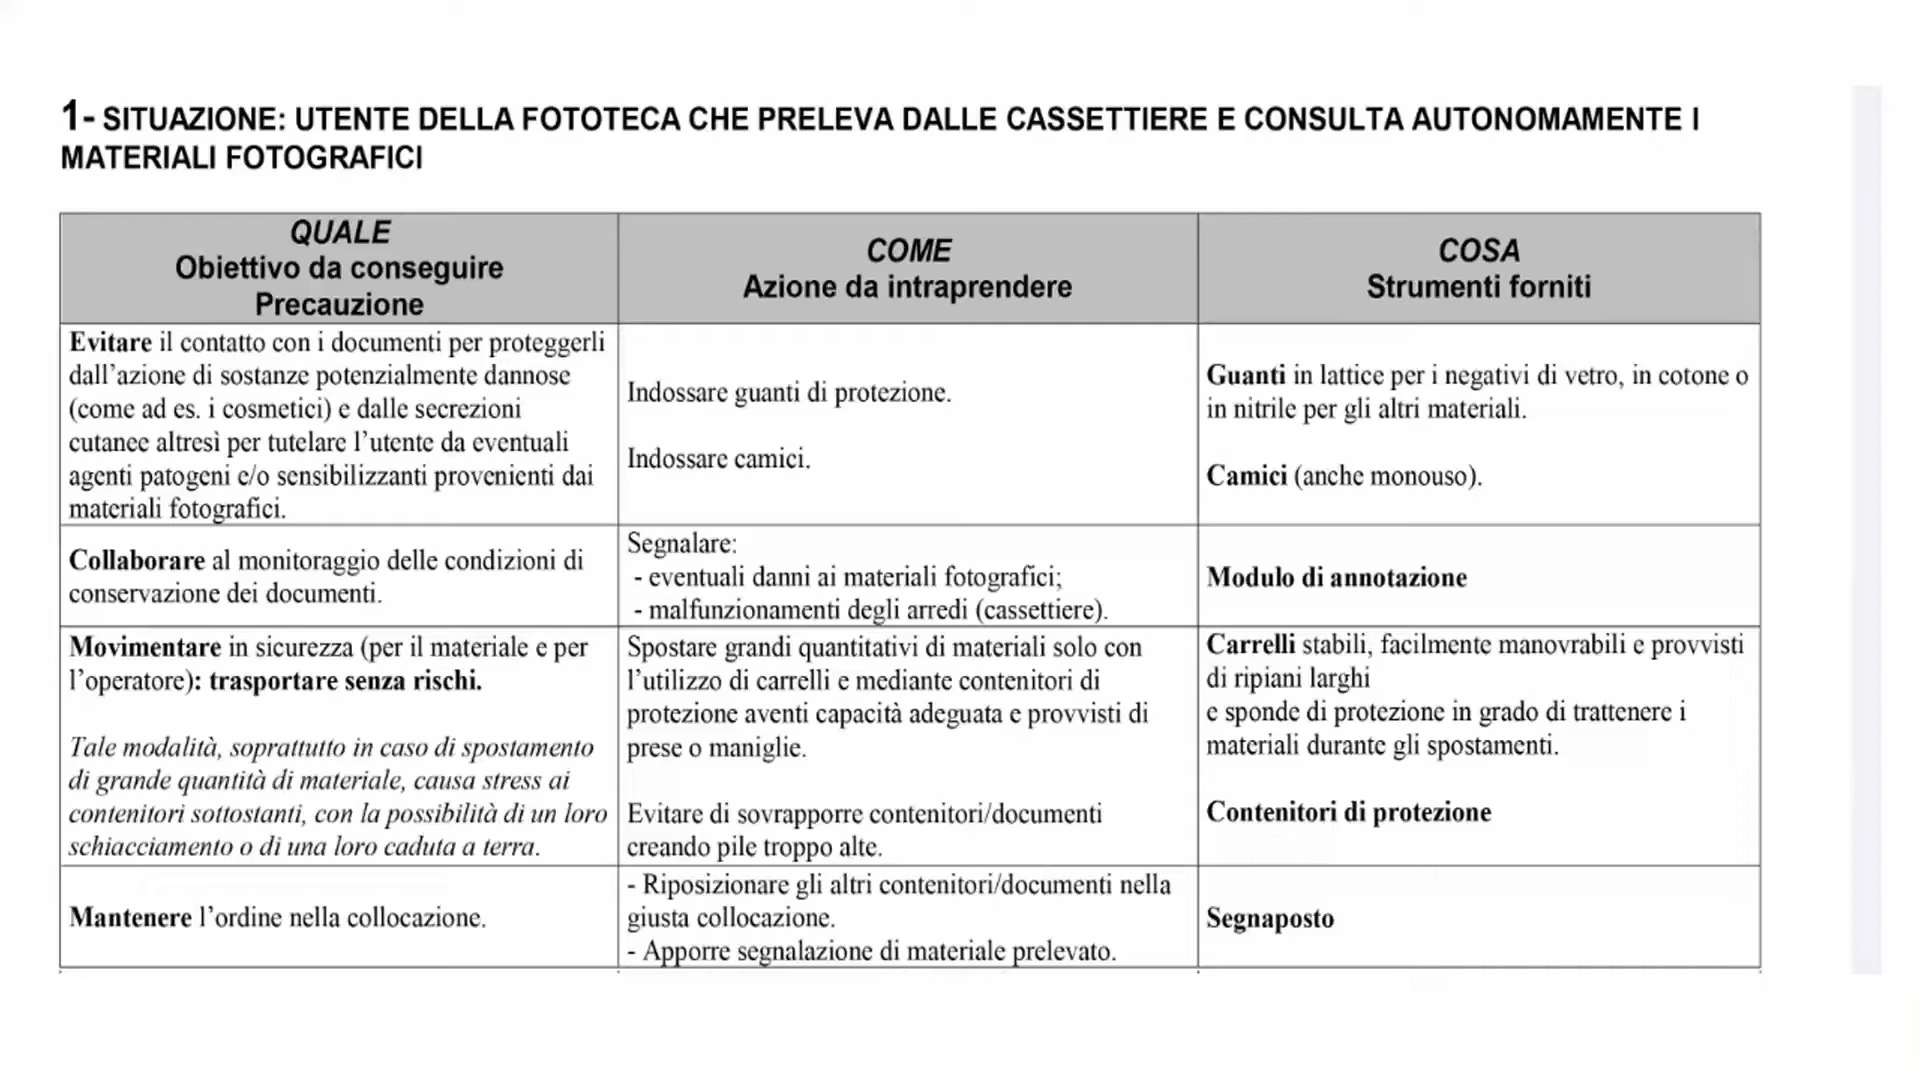 1- SITUAZIONE: UTENTE DELLA FOTOTECA CHE PRELEVA DALLE CASSETTIERE E CONSULTA AUTONOMAMENTE I
MATERIALI FOTOGRAFICI
QUALE
Obiettivo da conseguire
Precauzione
COME
Azione da intraprendere
COSA
Strumenti forniti
Evitare il contatto con i documenti per proteggerli
dall'azione di sostanze potenzialmente dannose
(come ad es. i cosmetici) e dalle secrezioni
cutanee altresì per tutelare l'utente da eventuali
agenti patogeni e/o sensibilizzanti provenienti dai
materiali fotografici.
Indossare guanti di protezione.
Indossare camici.
Guanti in lattice per i negativi di vetro, in cotone o
in nitrile per gli altri materiali.
Camici (anche monouso).
Collaborare al monitoraggio delle condizioni di
conservazione dei documenti.
Segnalare:
- eventuali danni ai materiali fotografici;
- malfunzionamenti degli arredi (cassettiere).
Modulo di annotazione
Movimentare in sicurezza (per il materiale e per
l'operatore): trasportare senza rischi.
Tale modalità, soprattutto in caso di spostamento
di grande quantità di materiale, causa stress ai
contenitori sottostanti, con la possibilità di un loro
schiacciamento o di una loro caduta a terra.
Spostare grandi quantitativi di materiali solo con
l'utilizzo di carrelli e mediante contenitori di
protezione aventi capacità adeguata e provvisti di
prese o maniglie.
Evitare di sovrapporre contenitori/documenti
creando pile troppo alte.
Carrelli stabili, facilmente manovrabili e provvisti
di ripiani larghi
e sponde di protezione in grado di trattenere i
materiali durante gli spostamenti.
Contenitori di protezione
Mantenere l'ordine nella collocazione.
- Riposizionare gli altri contenitori/documenti nella
giusta collocazione.
- Apporre segnalazione di materiale prelevato.
Segnaposto